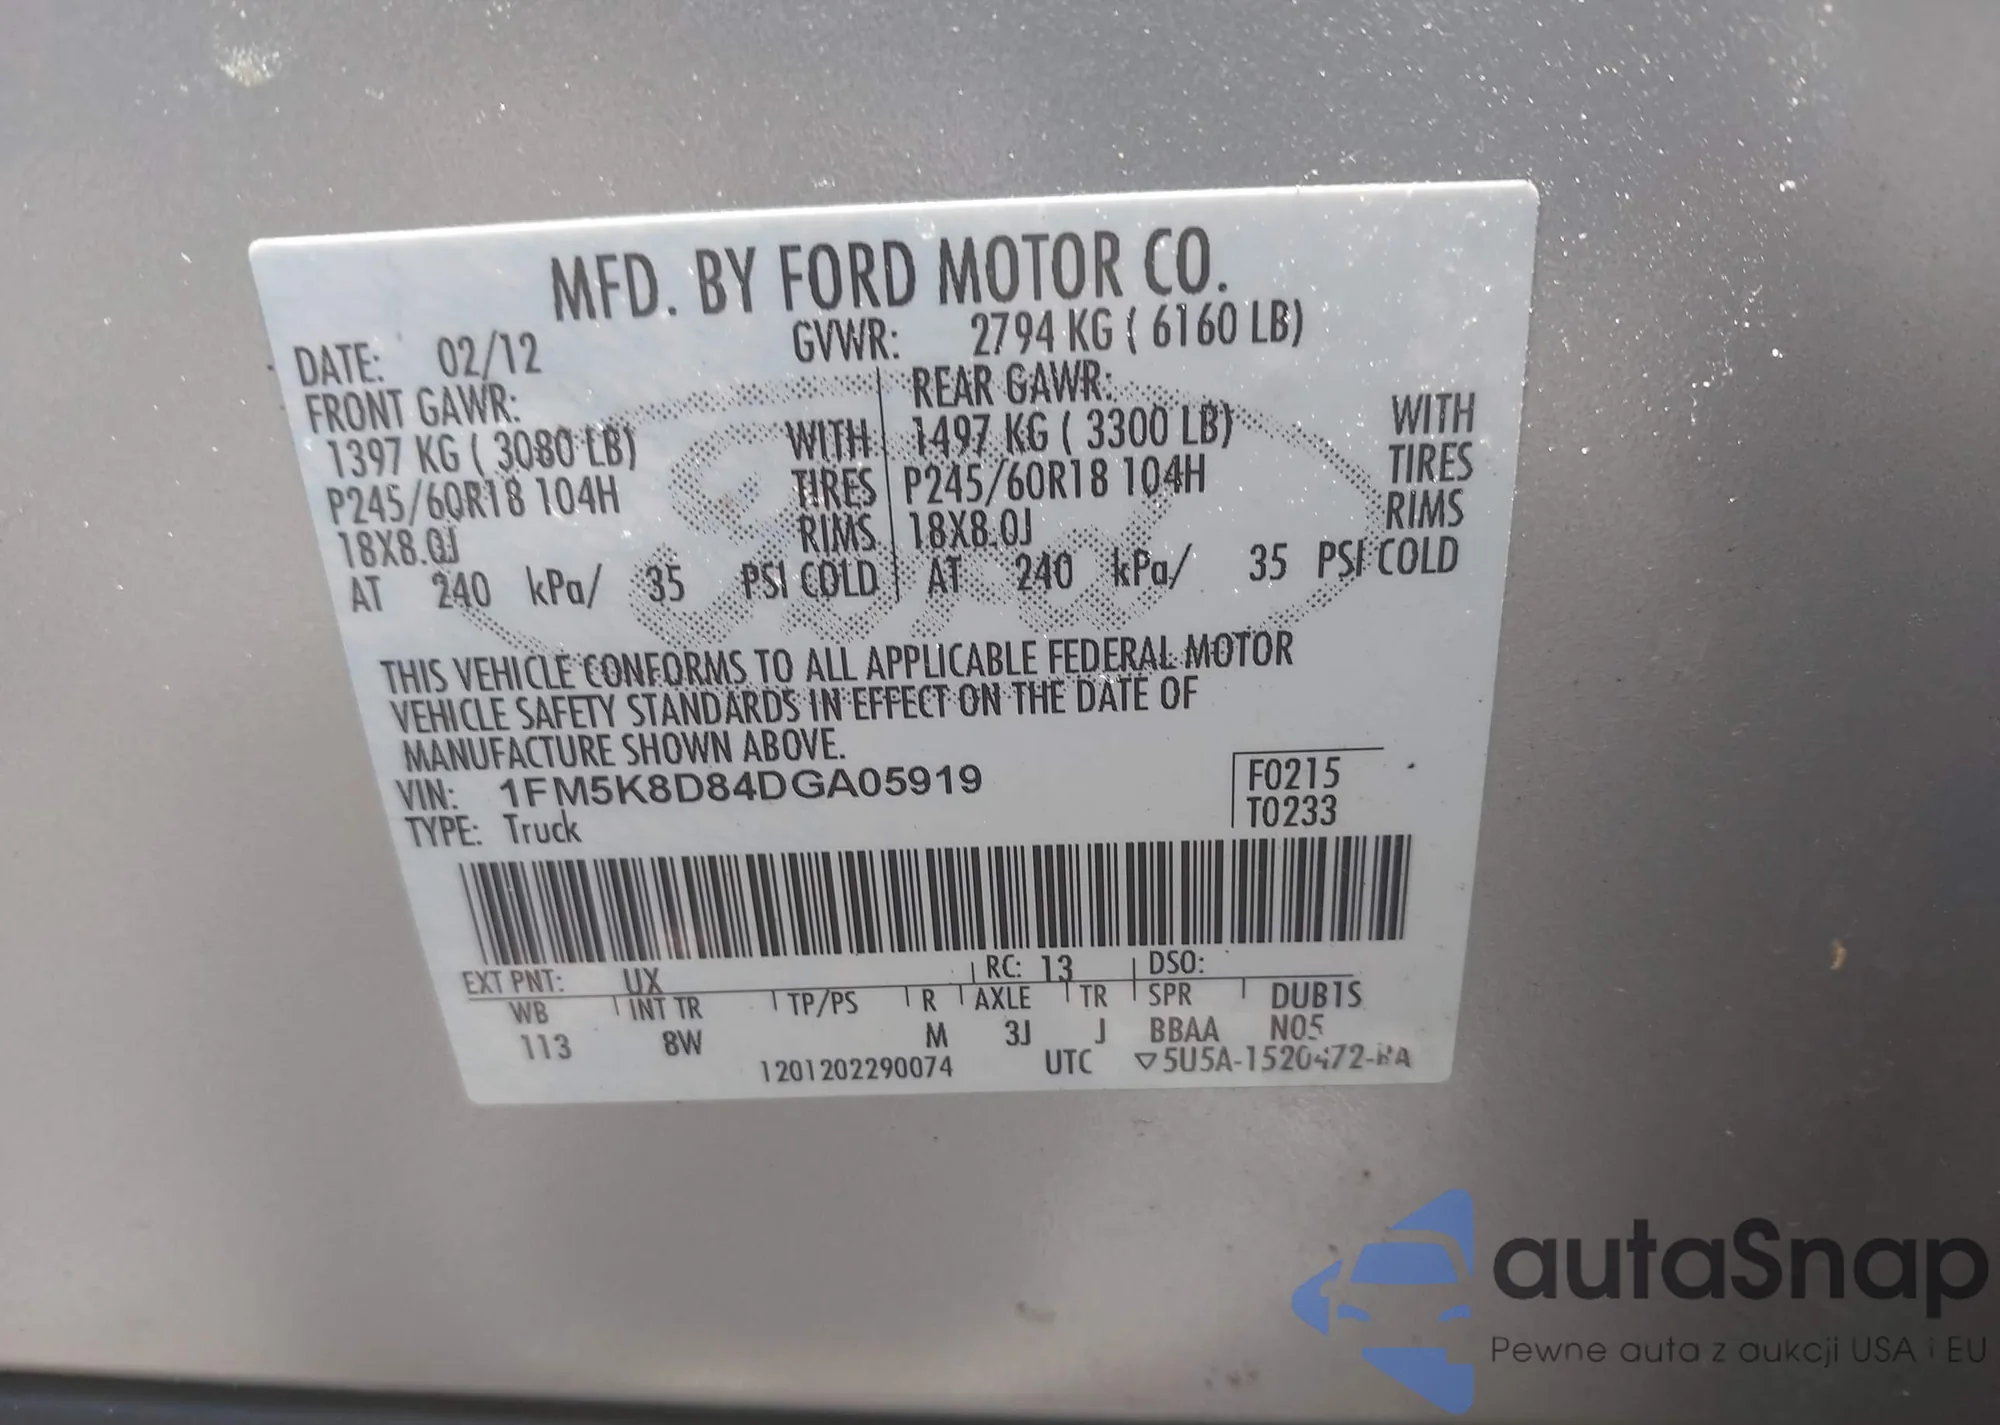 MFD. BY FORD MOTOR CO.
DATE: 02/12 GVWR: 2794 KG ( 6160 LB)
FRONT GAWR: REAR GAWR:
1397 KG ( 3080 LB) WITH 1497 KG ( 3300 LB) WITH
P245/60R18 104H TIRES P245/60R18 104H TIRES
18X8.0J RIMS 18X8.0J RIMS
AT 240 kPa/ 35 PSI COLD AT 240 kPa/ 35 PSI COLD
THIS VEHICLE CONFORMS TO ALL APPLICABLE FEDERAL MOTOR
VEHICLE SAFETY STANDARDS IN EFFECT ON THE DATE OF
MANUFACTURE SHOWN ABOVE.
VIN: 1FM5K8D84DGA05919 F0215
TYPE: Truck T0233
EXT PNT: UX RC: 13 DSO:
WB INT TR TP/PS R AXLE TR SPR DUB1S
113 8W M 3J J BBAA N05
1201202290074 UTC ▽5U5A-1520472-BA
autaSnap
Pewne auta z aukcji USA i EU